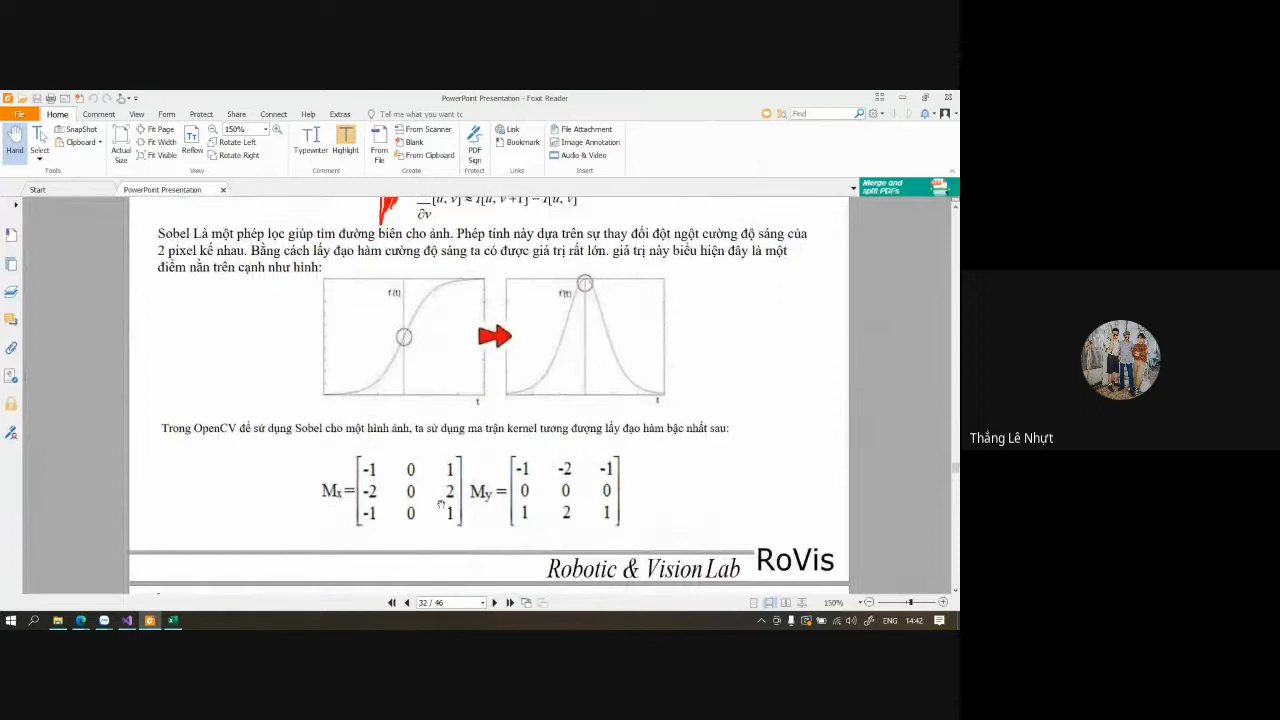 PowerPoint Presentation - Foxit Reader
File Home Comment View Form Protect Share Connect Help Extras Tell me what you want to Find
Hand
Select
SnapShot
Clipboard
Actual Size
Fit Page
Fit Width
Fit Visible
Reflow
150%
Rotate Left
Rotate Right
Typewriter
Highlight
From File
From Scanner
Blank
From Clipboard
PDF Sign
Link
Bookmark
File Attachment
Image Annotation
Audio & Video
Tools View Comment Create Protect Links Insert
Start PowerPoint Presentation
Merge and split PDFs
∂v [u, v] ≈ I[u, v+1] − I[u, v]
Sobel Là một phép lọc giúp tìm đường biên cho ảnh. Phép tính này dựa trên sự thay đổi đột ngột cường độ sáng của
2 pixel kế nhau. Bằng cách lấy đạo hàm cường độ sáng ta có được giá trị rất lớn. giá trị này biểu hiện đây là một
điểm nằn trên cạnh như hình:
f(t) f'(t)
t t
Trong OpenCV để sử dụng Sobel cho một hình ảnh, ta sử dụng ma trận kernel tương đượng lấy đạo hàm bậc nhất sau:
-1 0 1 -1 -2 -1
Mx= -2 0 2 My = 0 0 0
-1 0 1 1 2 1
Robotic & Vision Lab RoVis
32 / 46 150%
ENG 14:42
Thắng Lê Nhựt